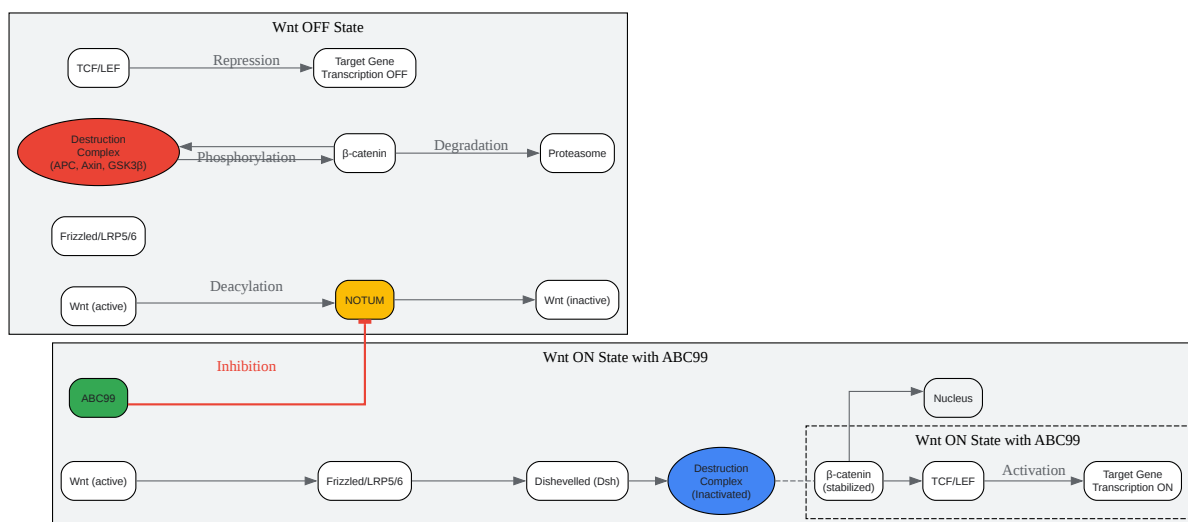 Wnt OFF State
TCF/LEF
Repression
Target Gene
Transcription OFF
Destruction
Complex
(APC, Axin, GSK3β)
Phosphorylation
β-catenin
Degradation
Proteasome
Frizzled/LRP5/6
Wnt (active)
Deacylation
NOTUM
Wnt (inactive)
Wnt ON State with ABC99
Inhibition
ABC99
Nucleus
Wnt ON State with ABC99
Wnt (active)
Frizzled/LRP5/6
Dishevelled (Dsh)
Destruction
Complex
(Inactivated)
β-catenin
(stabilized)
TCF/LEF
Activation
Target Gene
Transcription ON